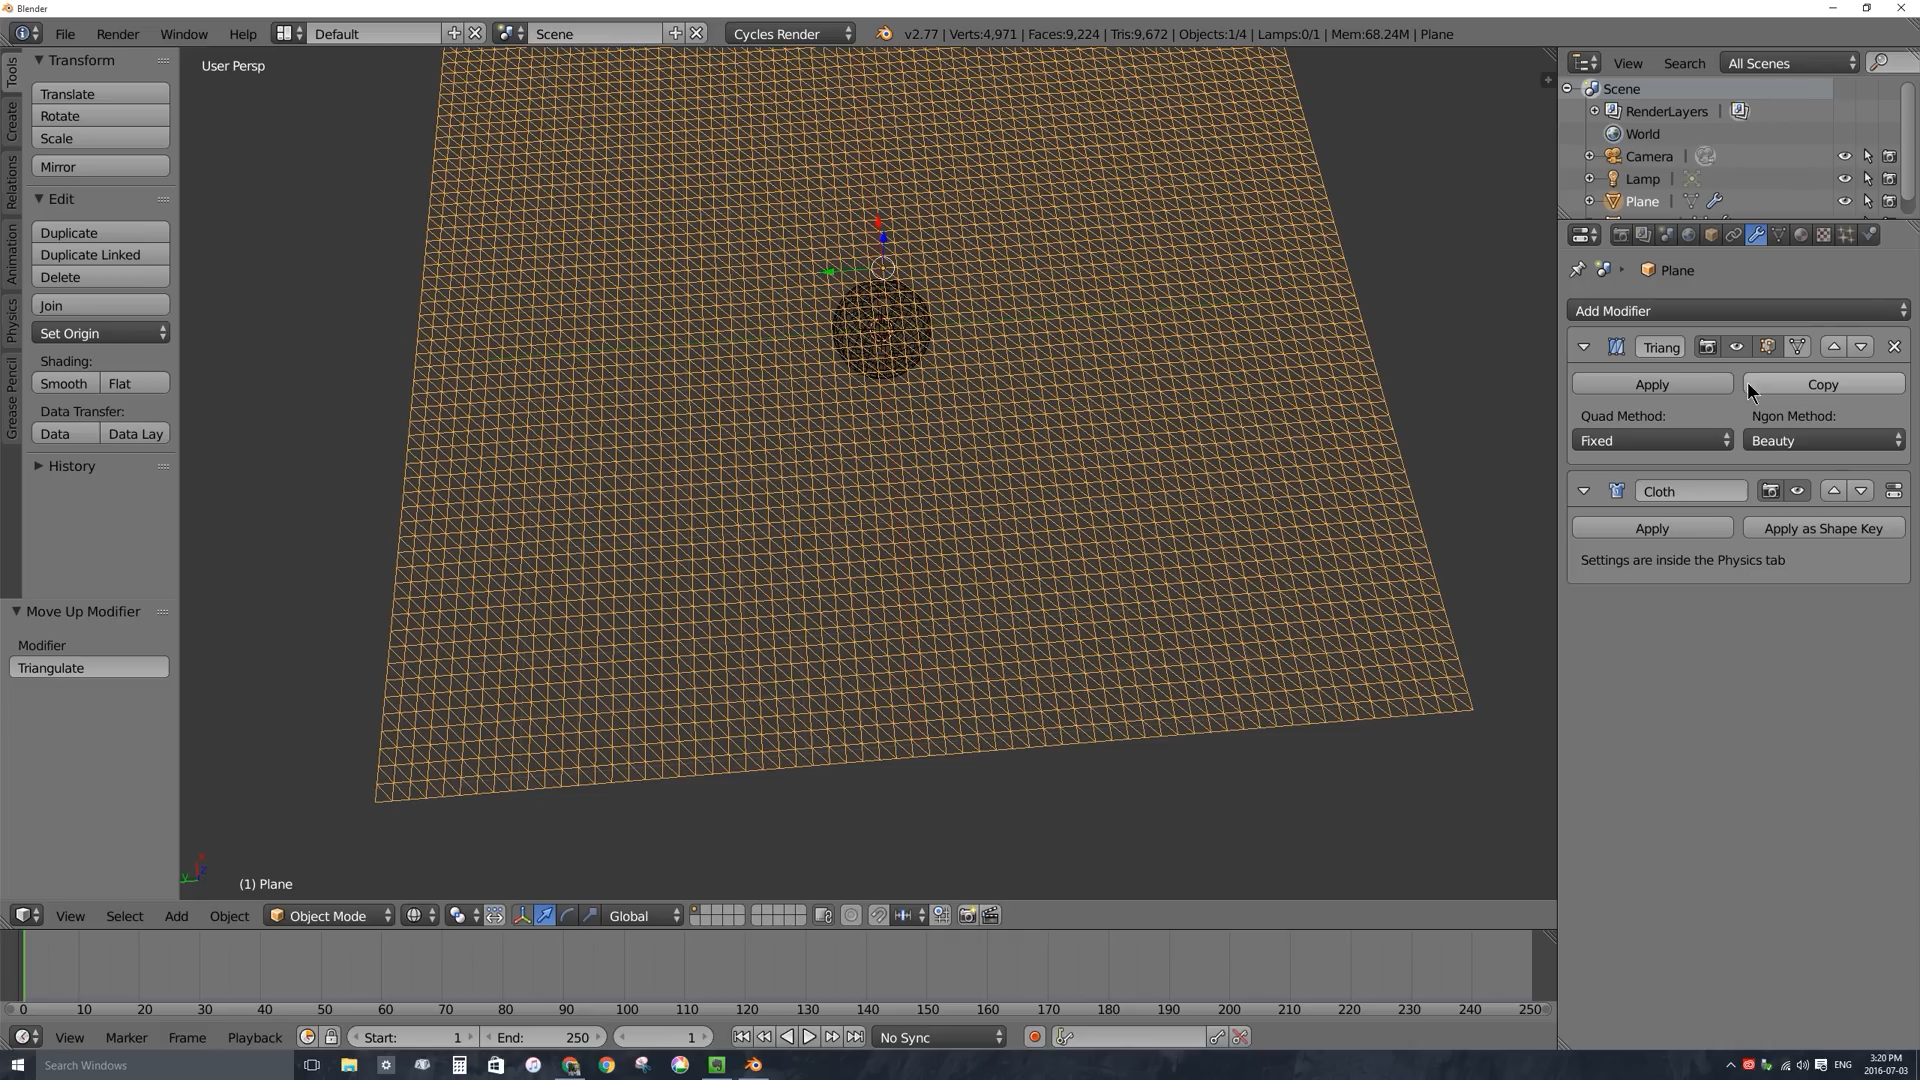 Blender
File Render Window Help Default Scene Cycles Render v2.77 | Verts:4,971 | Faces:9,224 | Tris:9,672 | Objects:1/4 | Lamps:0/1 | Mem:68.24M | Plane
Tools
Create
Relations
Animation
Physics
Grease Pencil
Transform
Translate
Rotate
Scale
Mirror
Edit
Duplicate
Duplicate Linked
Delete
Join
Set Origin
Shading:
Smooth Flat
Data Transfer:
Data Data Lay
History
Move Up Modifier
Modifier
Triangulate
User Persp
(1) Plane
View Search All Scenes
Scene
RenderLayers |
World
Camera |
Lamp |
Plane |
Plane
Add Modifier
Triang
Apply Copy
Quad Method: Ngon Method:
Fixed Beauty
Cloth
Apply Apply as Shape Key
Settings are inside the Physics tab
View Select Add Object Object Mode Global
0 10 20 30 40 50 60 70 80 90 100 110 120 130 140 150 160 170 180 190 200 210 220 230 240 250
View Marker Frame Playback Start: 1 End: 250 1 No Sync
Search Windows
ENG
3:20 PM
2016-07-03